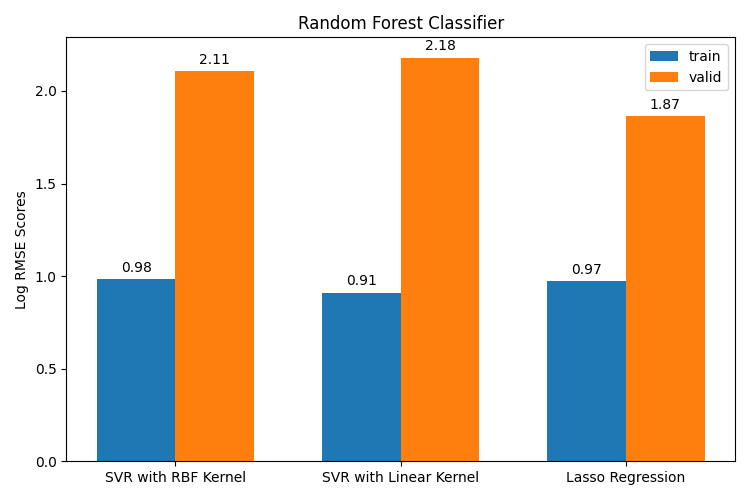 Random Forest Classifier
train
valid
2.11
2.18
1.87
0.98
0.91
0.97
Log RMSE Scores
2.0
1.5
1.0
0.5
0.0
SVR with RBF Kernel
SVR with Linear Kernel
Lasso Regression